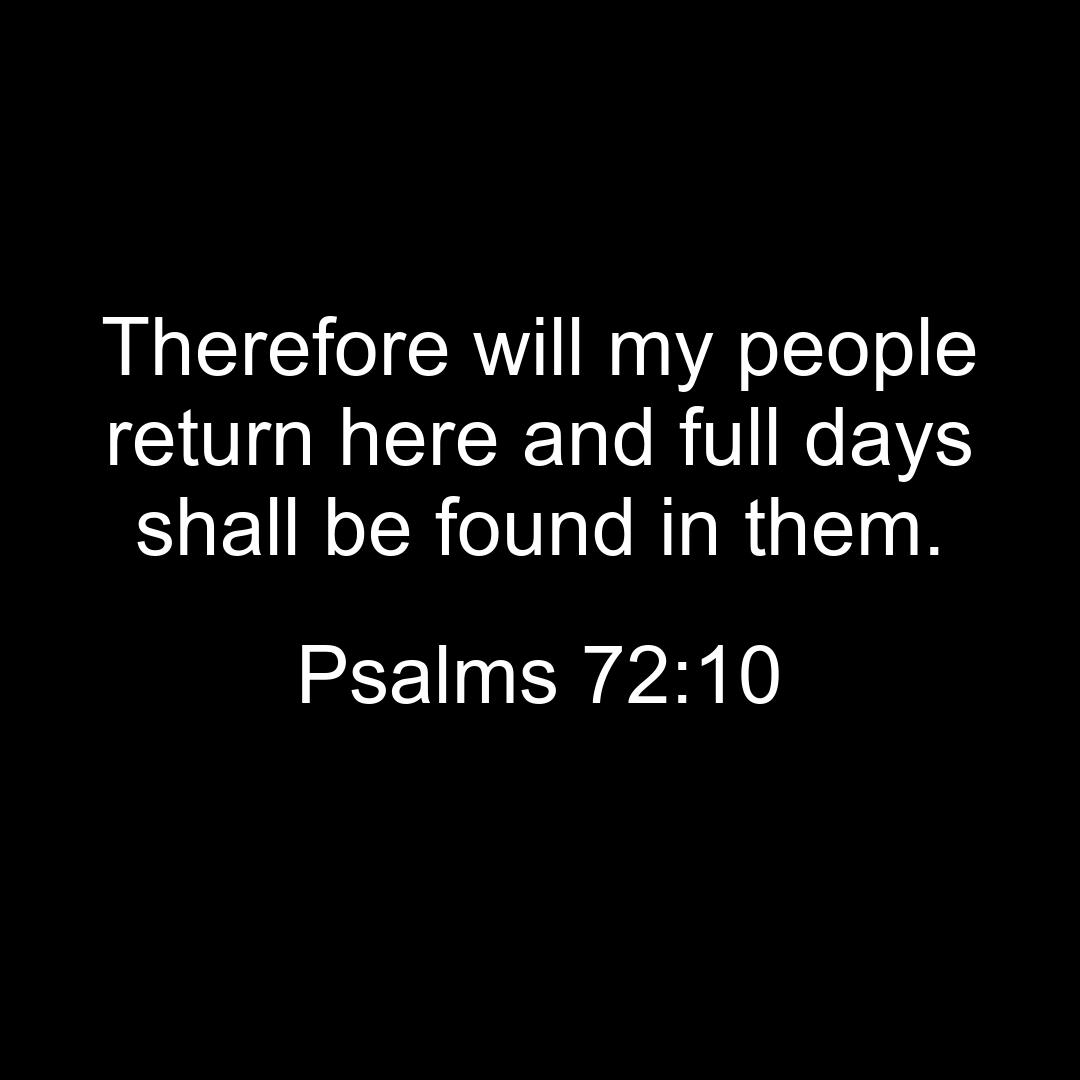 Therefore will my people
return here and full days
shall be found in them.
Psalms 72:10